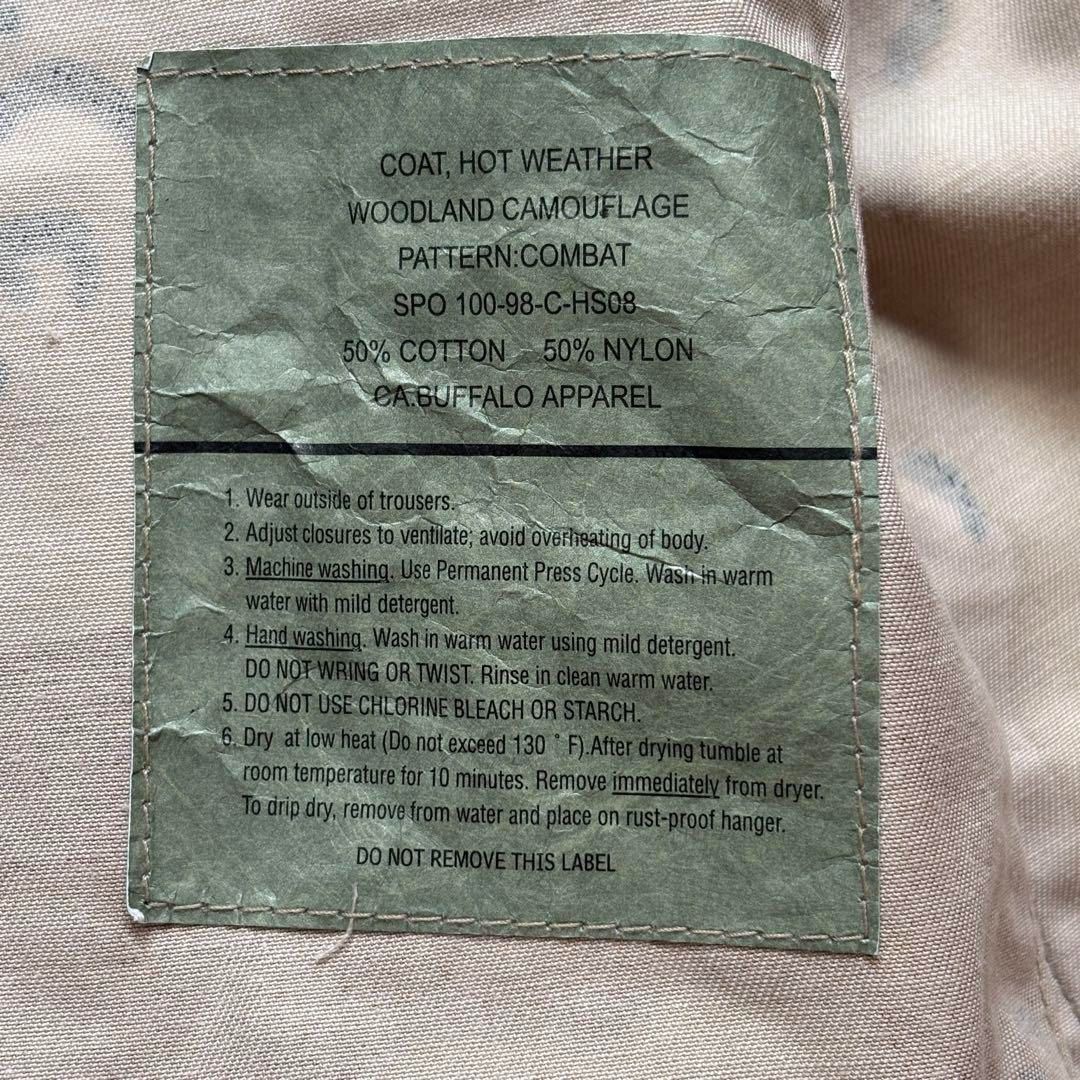 COAT, HOT WEATHER
WOODLAND CAMOUFLAGE
PATTERN:COMBAT
SPO 100-98-C-HS08
50% COTTON 50% NYLON
CA.BUFFALO APPAREL
1. Wear outside of trousers.
2. Adjust closures to ventilate; avoid overheating of body.
3. Machine washing. Use Permanent Press Cycle. Wash in warm
water with mild detergent.
4. Hand washing. Wash in warm water using mild detergent.
DO NOT WRING OR TWIST. Rinse in clean warm water.
5. DO NOT USE CHLORINE BLEACH OR STARCH.
6. Dry at low heat (Do not exceed 130 ° F).After drying tumble at
room temperature for 10 minutes. Remove immediately from dryer.
To drip dry, remove from water and place on rust-proof hanger.
DO NOT REMOVE THIS LABEL